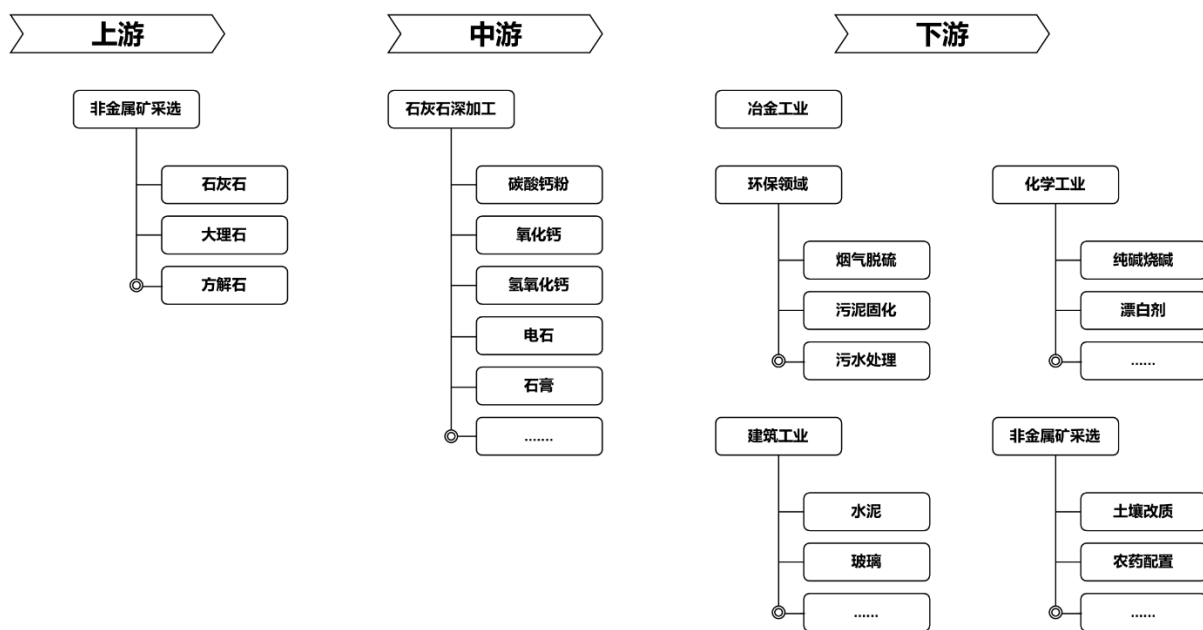 上游
非金属矿采选
石灰石
大理石
方解石
中游
石灰石深加工
碳酸钙粉
氧化钙
氢氧化钙
电石
石膏
.......
下游
冶金工业
环保领域
烟气脱硫
污泥固化
污水处理
化学工业
纯碱烧碱
漂白剂
......
建筑工业
水泥
玻璃
......
非金属矿采选
土壤改质
农药配置
......